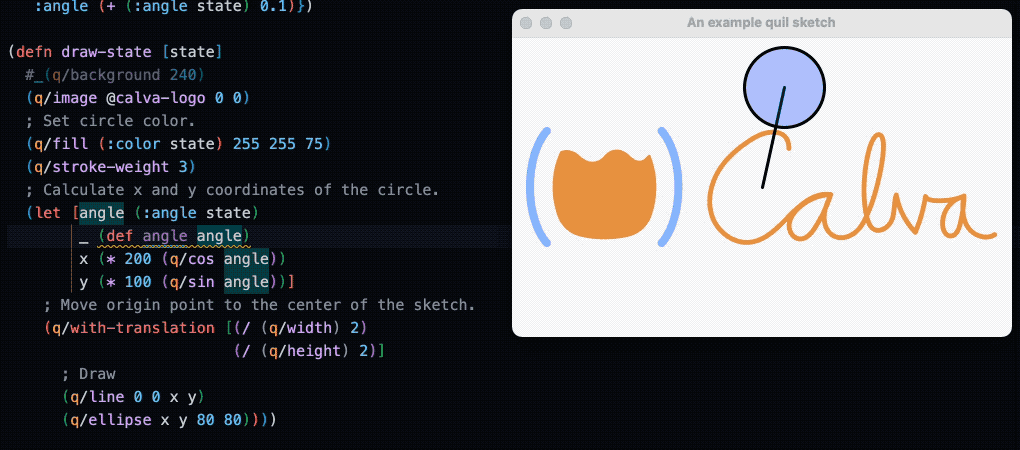 :angle (+ (:angle state) 0.1)})
(defn draw-state [state]
#_(q/background 240)
(q/image @calva-logo 0 0)
; Set circle color.
(q/fill (:color state) 255 255 75)
(q/stroke-weight 3)
; Calculate x and y coordinates of the circle.
(let [angle (:angle state)
_ (def angle angle)
x (* 200 (q/cos angle))
y (* 100 (q/sin angle))]
; Move origin point to the center of the sketch.
(q/with-translation [(/ (q/width) 2)
(/ (q/height) 2)]
; Draw
(q/line 0 0 x y)
(q/ellipse x y 80 80))))
An example quil sketch
Calva